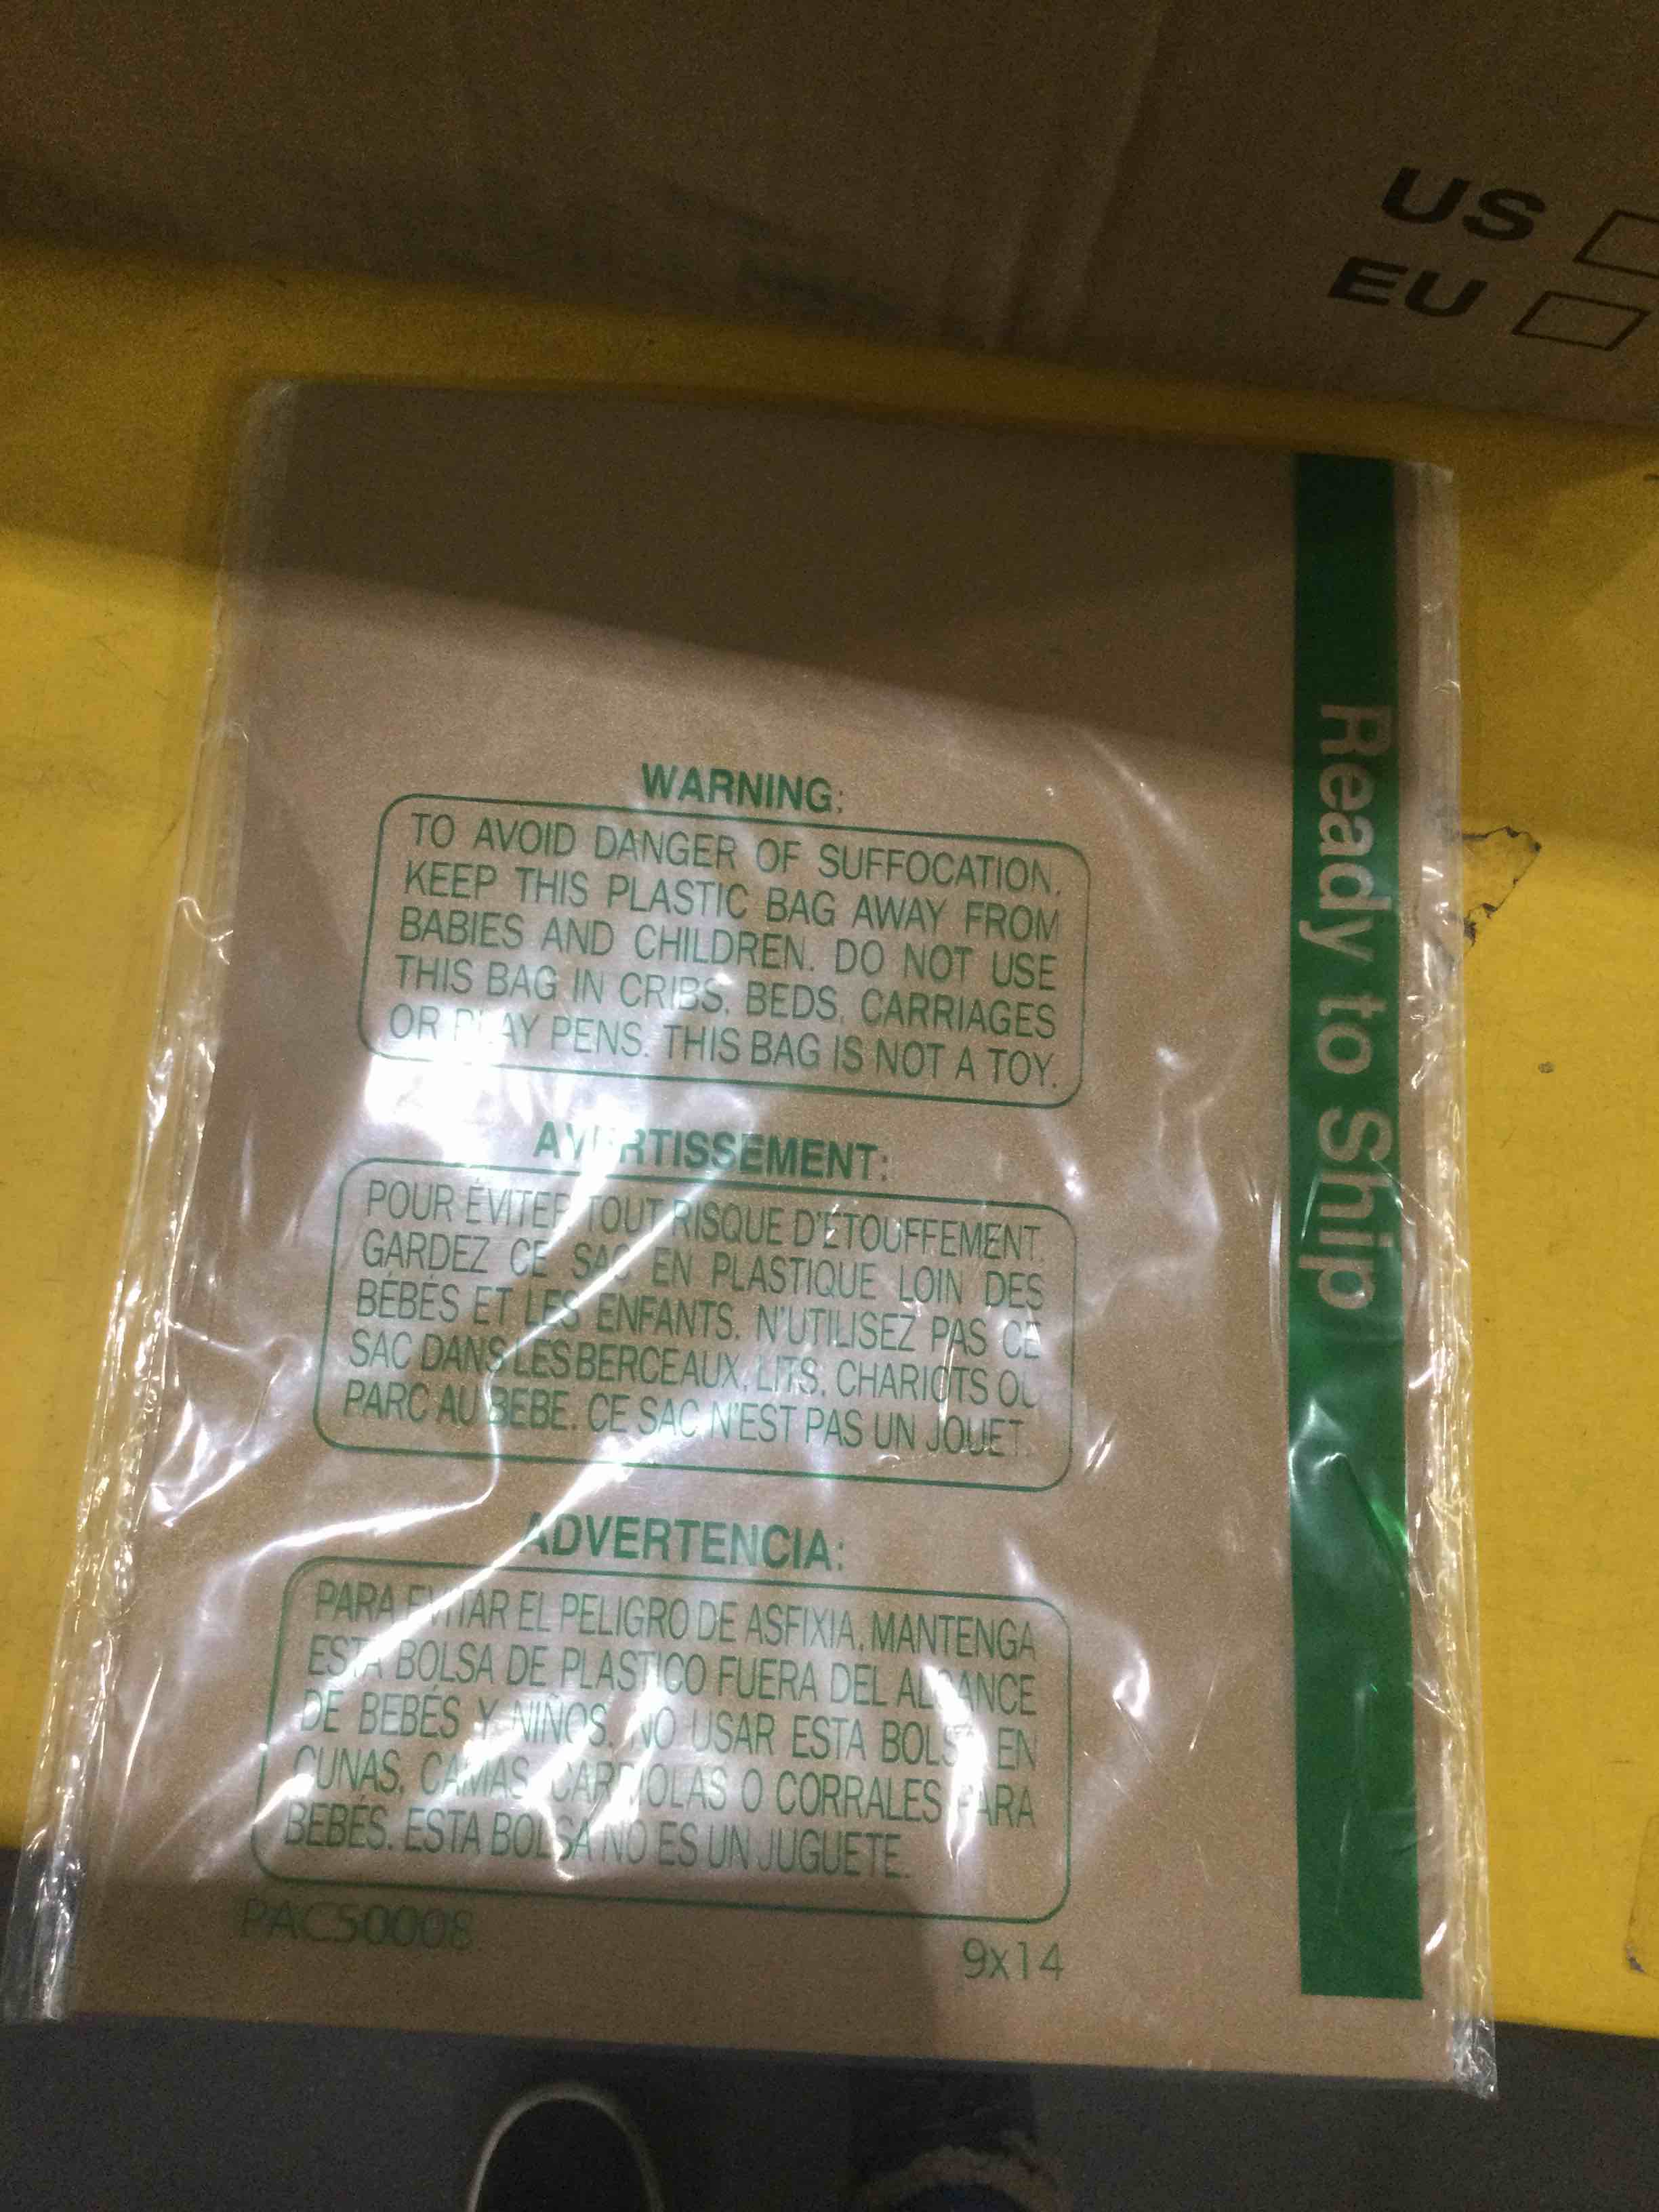 US
EU
Ready to Ship
WARNING:
TO AVOID DANGER OF SUFFOCATION,
KEEP THIS PLASTIC BAG AWAY FROM
BABIES AND CHILDREN. DO NOT USE
THIS BAG IN CRIBS, BEDS, CARRIAGES
OR PLAY PENS. THIS BAG IS NOT A TOY.
AVERTISSEMENT:
POUR ÉVITER TOUT RISQUE D'ÉTOUFFEMENT,
GARDEZ CE SAC EN PLASTIQUE LOIN DES
BÉBÉS ET LES ENFANTS. N'UTILISEZ PAS CE
SAC DANS LES BERCEAUX, LITS, CHARIOTS OU
PARC AU BEBE. CE SAC N'EST PAS UN JOUET.
ADVERTENCIA:
PARA EVITAR EL PELIGRO DE ASFIXIA, MANTENGA
ESTA BOLSA DE PLASTICO FUERA DEL ALCANCE
DE BEBÉS Y NIÑOS. NO USAR ESTA BOLSA EN
CUNAS, CAMAS, CARRIOLAS O CORRALES PARA
BEBÉS. ESTA BOLSA NO ES UN JUGUETE.
PAC50008
9x14